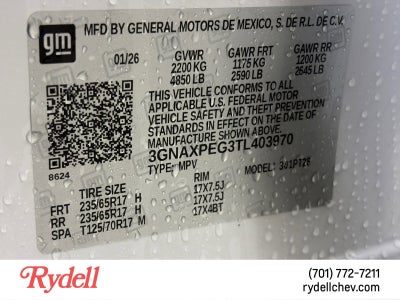 gm
MFD BY GENERAL MOTORS DE MEXICO, S. DE R.L. DE C.V.
01/26 GVWR GAWR FRT GAWR RR
2200 KG 1175 KG 1200 KG
4850 LB 2590 LB 2645 LB
THIS VEHICLE CONFORMS TO ALL
APPLICABLE U.S. FEDERAL MOTOR
VEHICLE SAFETY AND THEFT PREVENTION
STANDARDS IN EFFECT ON THE DATE OF
MANUFACTURE SHOWN ABOVE.
3GNAXPEG3TL403970
8624 TYPE: MPV MODEL:
TIRE SIZE RIM
FRT 235/65R17 H 17X7.5J
RR 235/65R17 H 17X7.5J
SPA T125/70R17 M 17X4BT
Rydell
(701) 772-7211
rydellchev.com